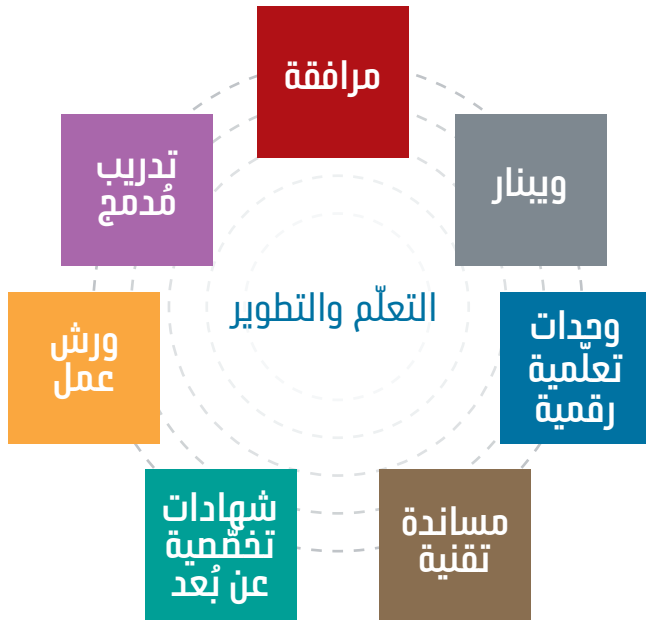 مرافقة
ويبنار
تدريب
مُدمج
التعلّم والتطوير
وحدات
تعلّمية
رقمية
ورش
عمل
مساندة
تقنية
شهادات
تخصّصية
عن بُعد